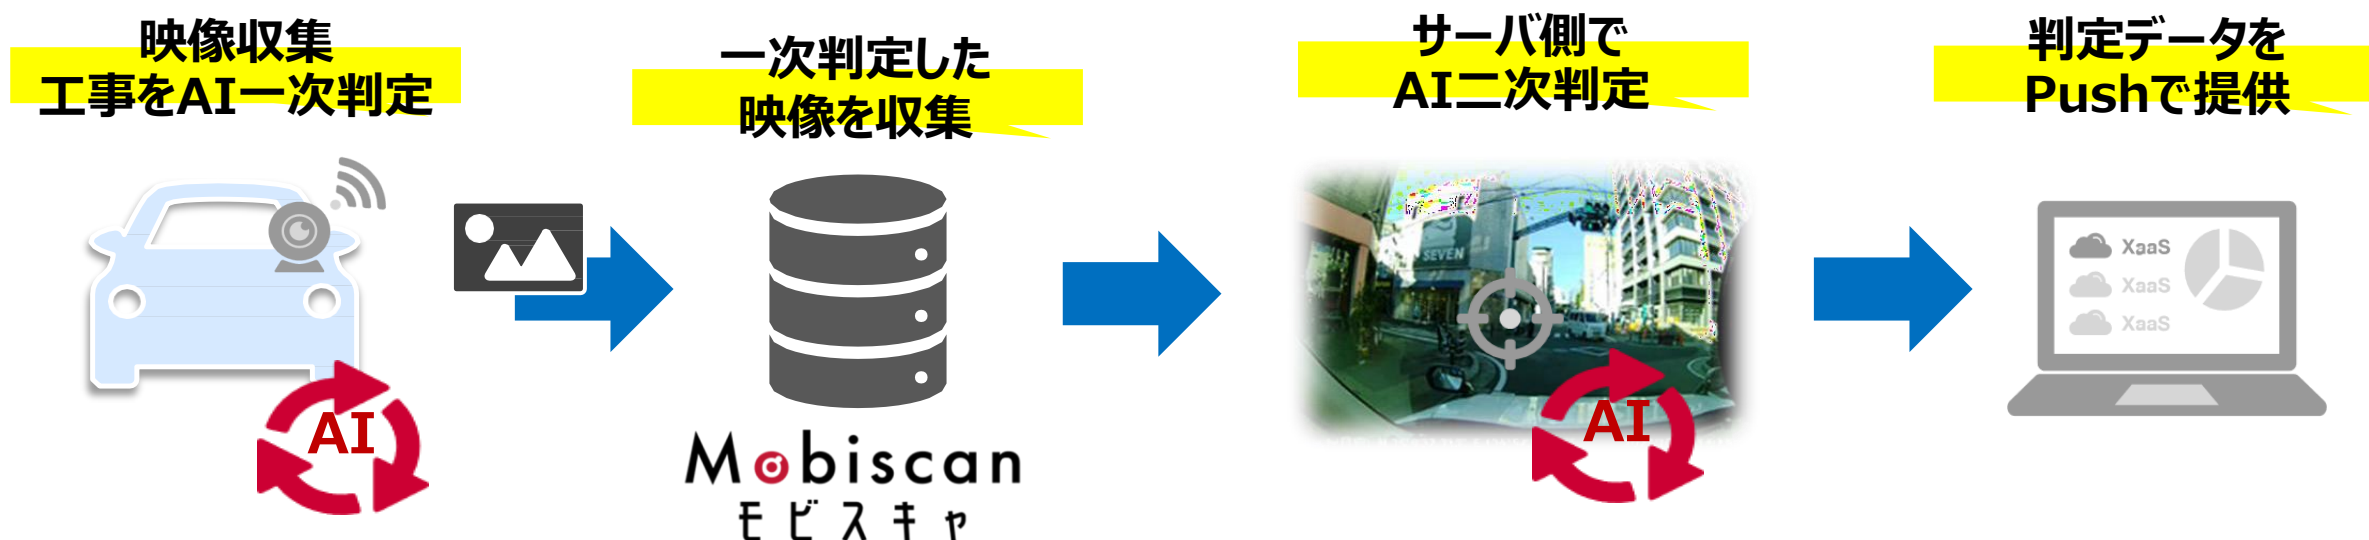 映像収集
工事をAI一次判定
一次判定した
映像を収集
サーバ側で
AI二次判定
判定データを
Pushで提供
AI
Mobiscan
モビスキャ
SEVEN
AI
XaaS
XaaS
XaaS